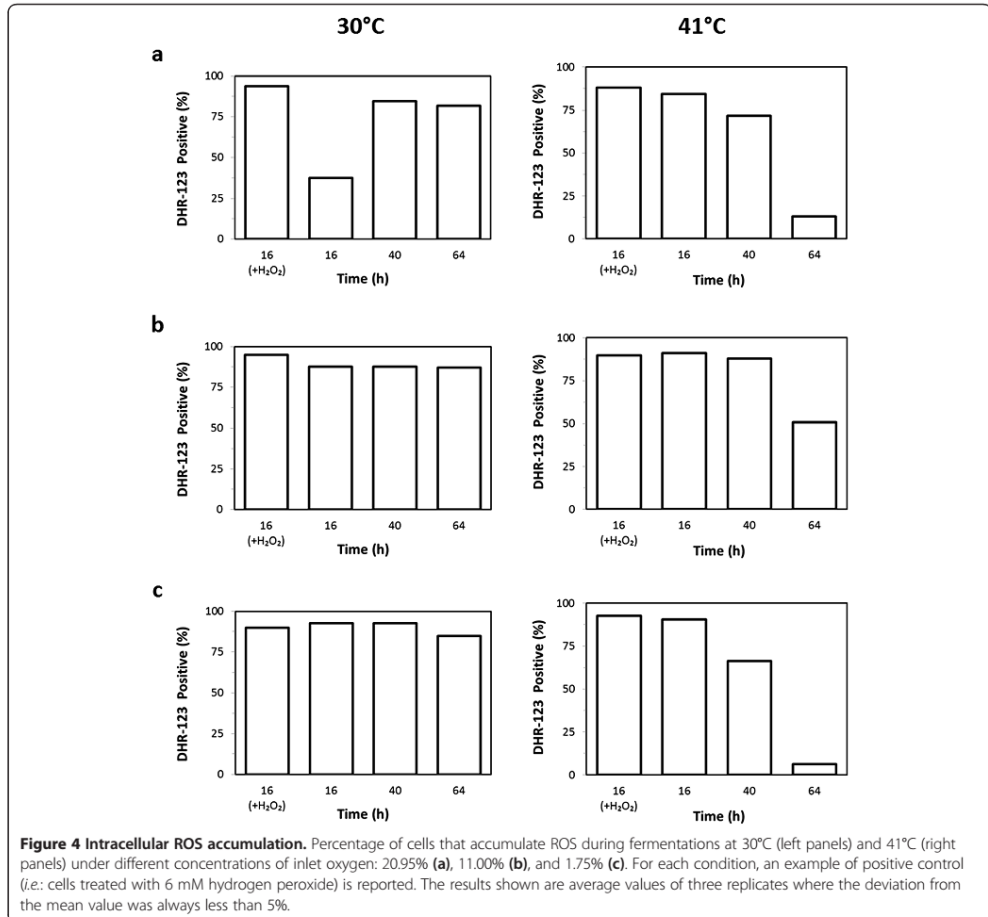 30°C
41°C
a
DHR-123 Positive (%)
100
75
50
25
0
16
(+H₂O₂)
16
40
64
Time (h)
DHR-123 Positive (%)
100
75
50
25
0
16
(+H₂O₂)
16
40
64
Time (h)
b
DHR-123 Positive (%)
100
75
50
25
0
16
(+H₂O₂)
16
40
64
Time (h)
DHR-123 Positive (%)
100
75
50
25
0
16
(+H₂O₂)
16
40
64
Time (h)
c
DHR-123 Positive (%)
100
75
50
25
0
16
(+H₂O₂)
16
40
64
Time (h)
DHR-123 Positive (%)
100
75
50
25
0
16
(+H₂O₂)
16
40
64
Time (h)
Figure 4 Intracellular ROS accumulation. Percentage of cells that accumulate ROS during fermentations at 30°C (left panels) and 41°C (right
panels) under different concentrations of inlet oxygen: 20.95% (a), 11.00% (b), and 1.75% (c). For each condition, an example of positive control
(i.e.: cells treated with 6 mM hydrogen peroxide) is reported. The results shown are average values of three replicates where the deviation from
the mean value was always less than 5%.